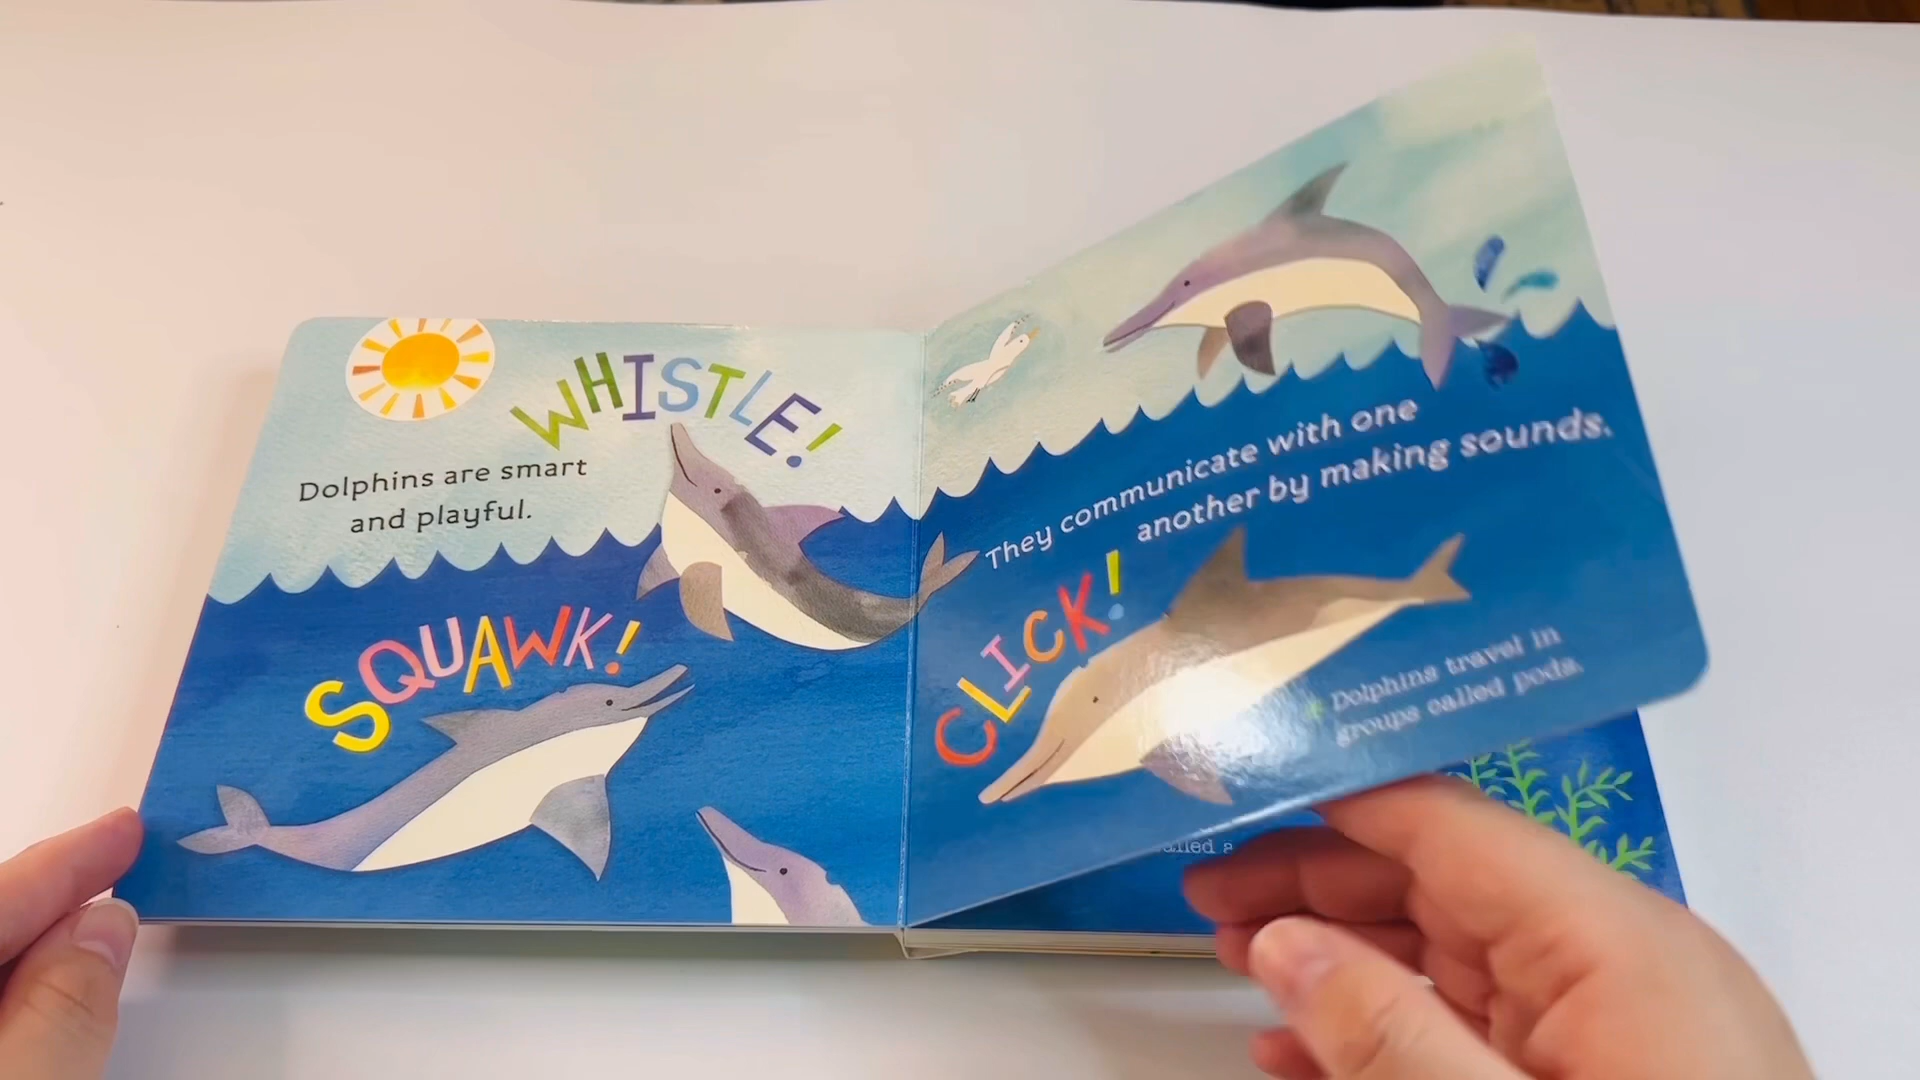 WHISTLE!
Dolphins are smart
and playful.
SQUAWK!
They communicate with one
another by making sounds.
CLICK!
Dolphins travel in
groups called pods.